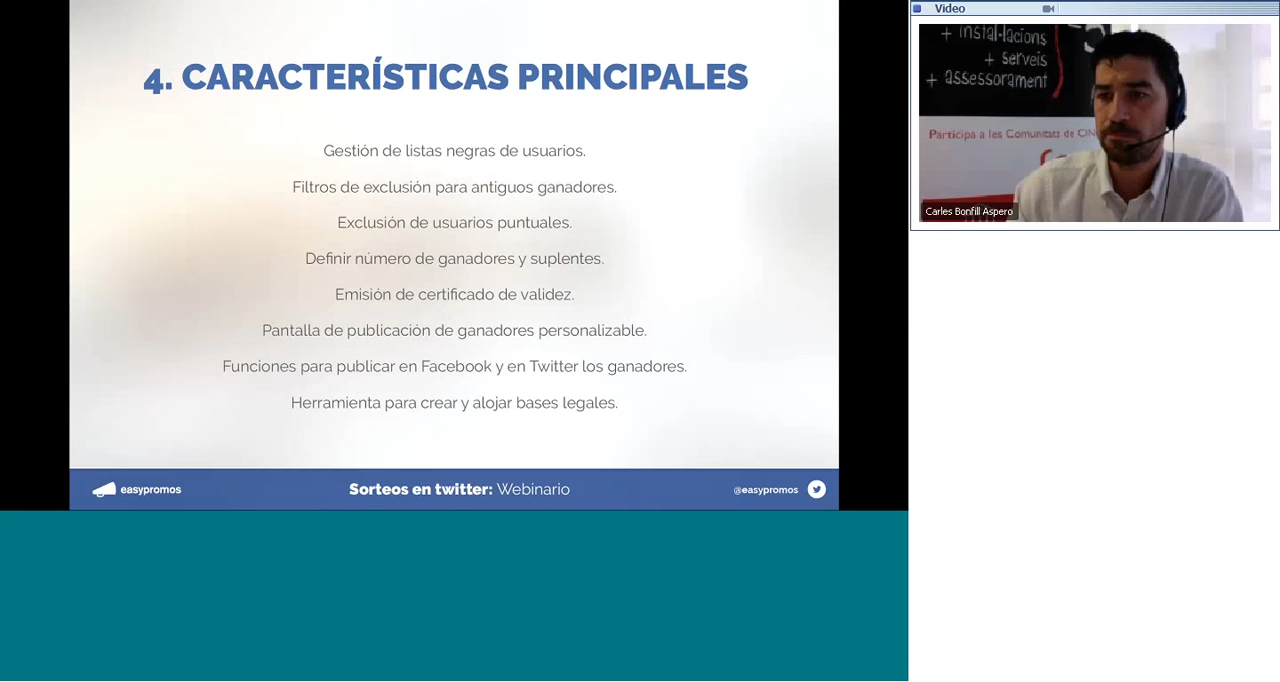 4. CARACTERÍSTICAS PRINCIPALES
Gestión de listas negras de usuarios.
Filtros de exclusión para antiguos ganadores.
Exclusión de usuarios puntuales.
Definir número de ganadores y suplentes.
Emisión de certificado de validez.
Pantalla de publicación de ganadores personalizable.
Funciones para publicar en Facebook y en Twitter los ganadores.
Herramienta para crear y alojar bases legales.
easypromos
Sorteos en twitter: Webinario
@easypromos
Video
+ instal·lacions
+ serveis
+ assessorament
Participa a les Comunitats de
Carles Bonfill Aspero